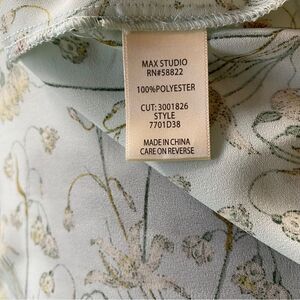 MAX STUDIO
RN#58822
100%POLYESTER
CUT: 3001826
STYLE
7701D38
MADE IN CHINA
CARE ON REVERSE